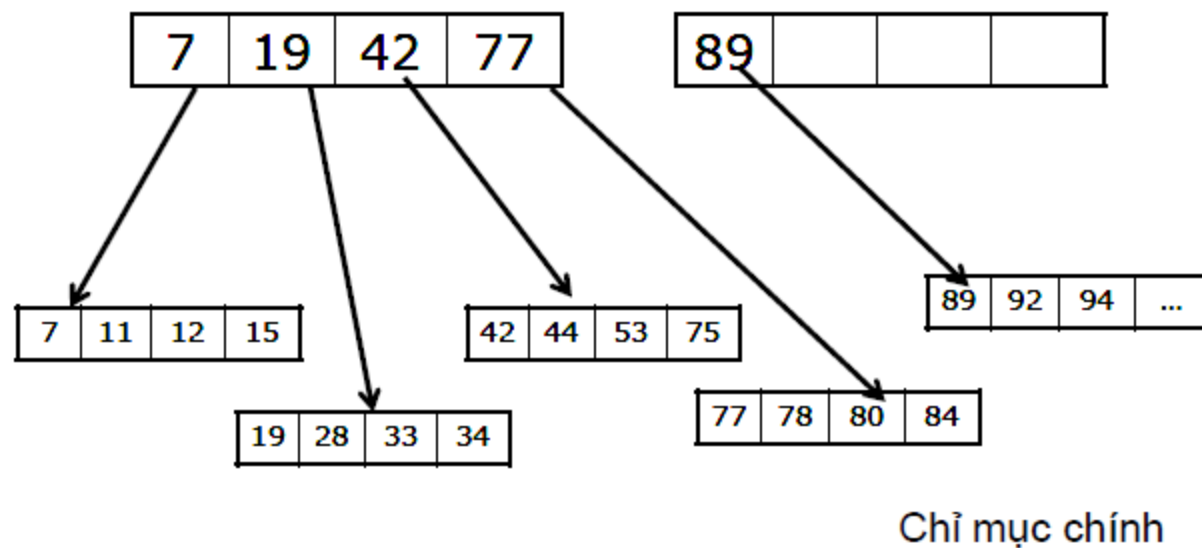 7 19 42 77 89
89 92 94 ...
7 11 12 15 42 44 53 75
77 78 80 84
19 28 33 34
Chỉ mục chính